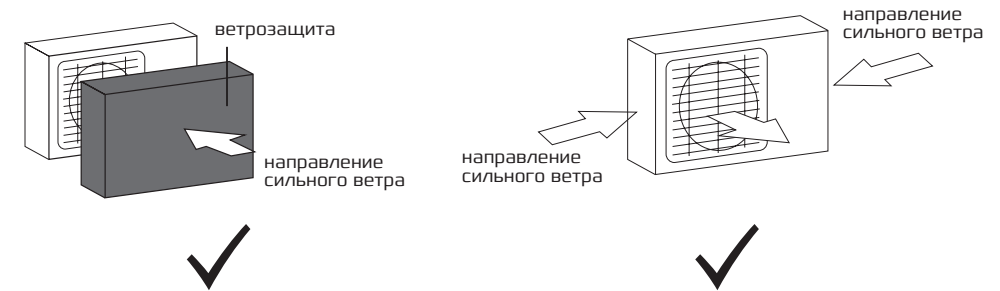 ветрозащита
направление
сильного ветра
направление
сильного ветра
направление
сильного ветра